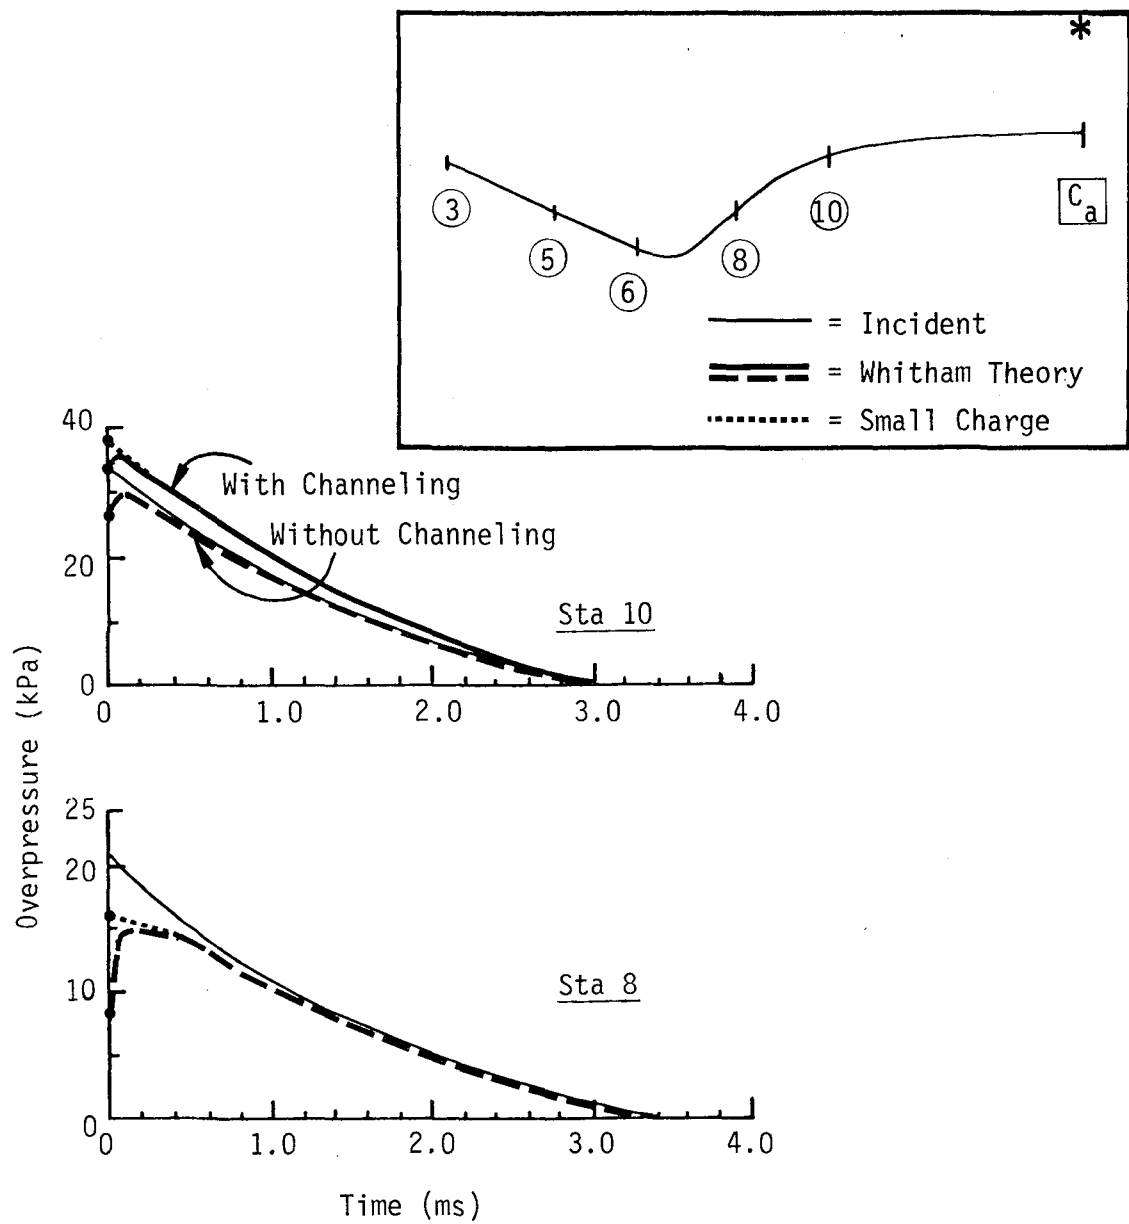 *
3
5
6
8
10
Ca
= Incident
= Whitham Theory
= Small Charge
40
20
0
With Channeling
Without Channeling
Sta 10
0 1.0 2.0 3.0 4.0
Overpressure (kPa)
25
20
10
0
Sta 8
0 1.0 2.0 3.0 4.0
Time (ms)